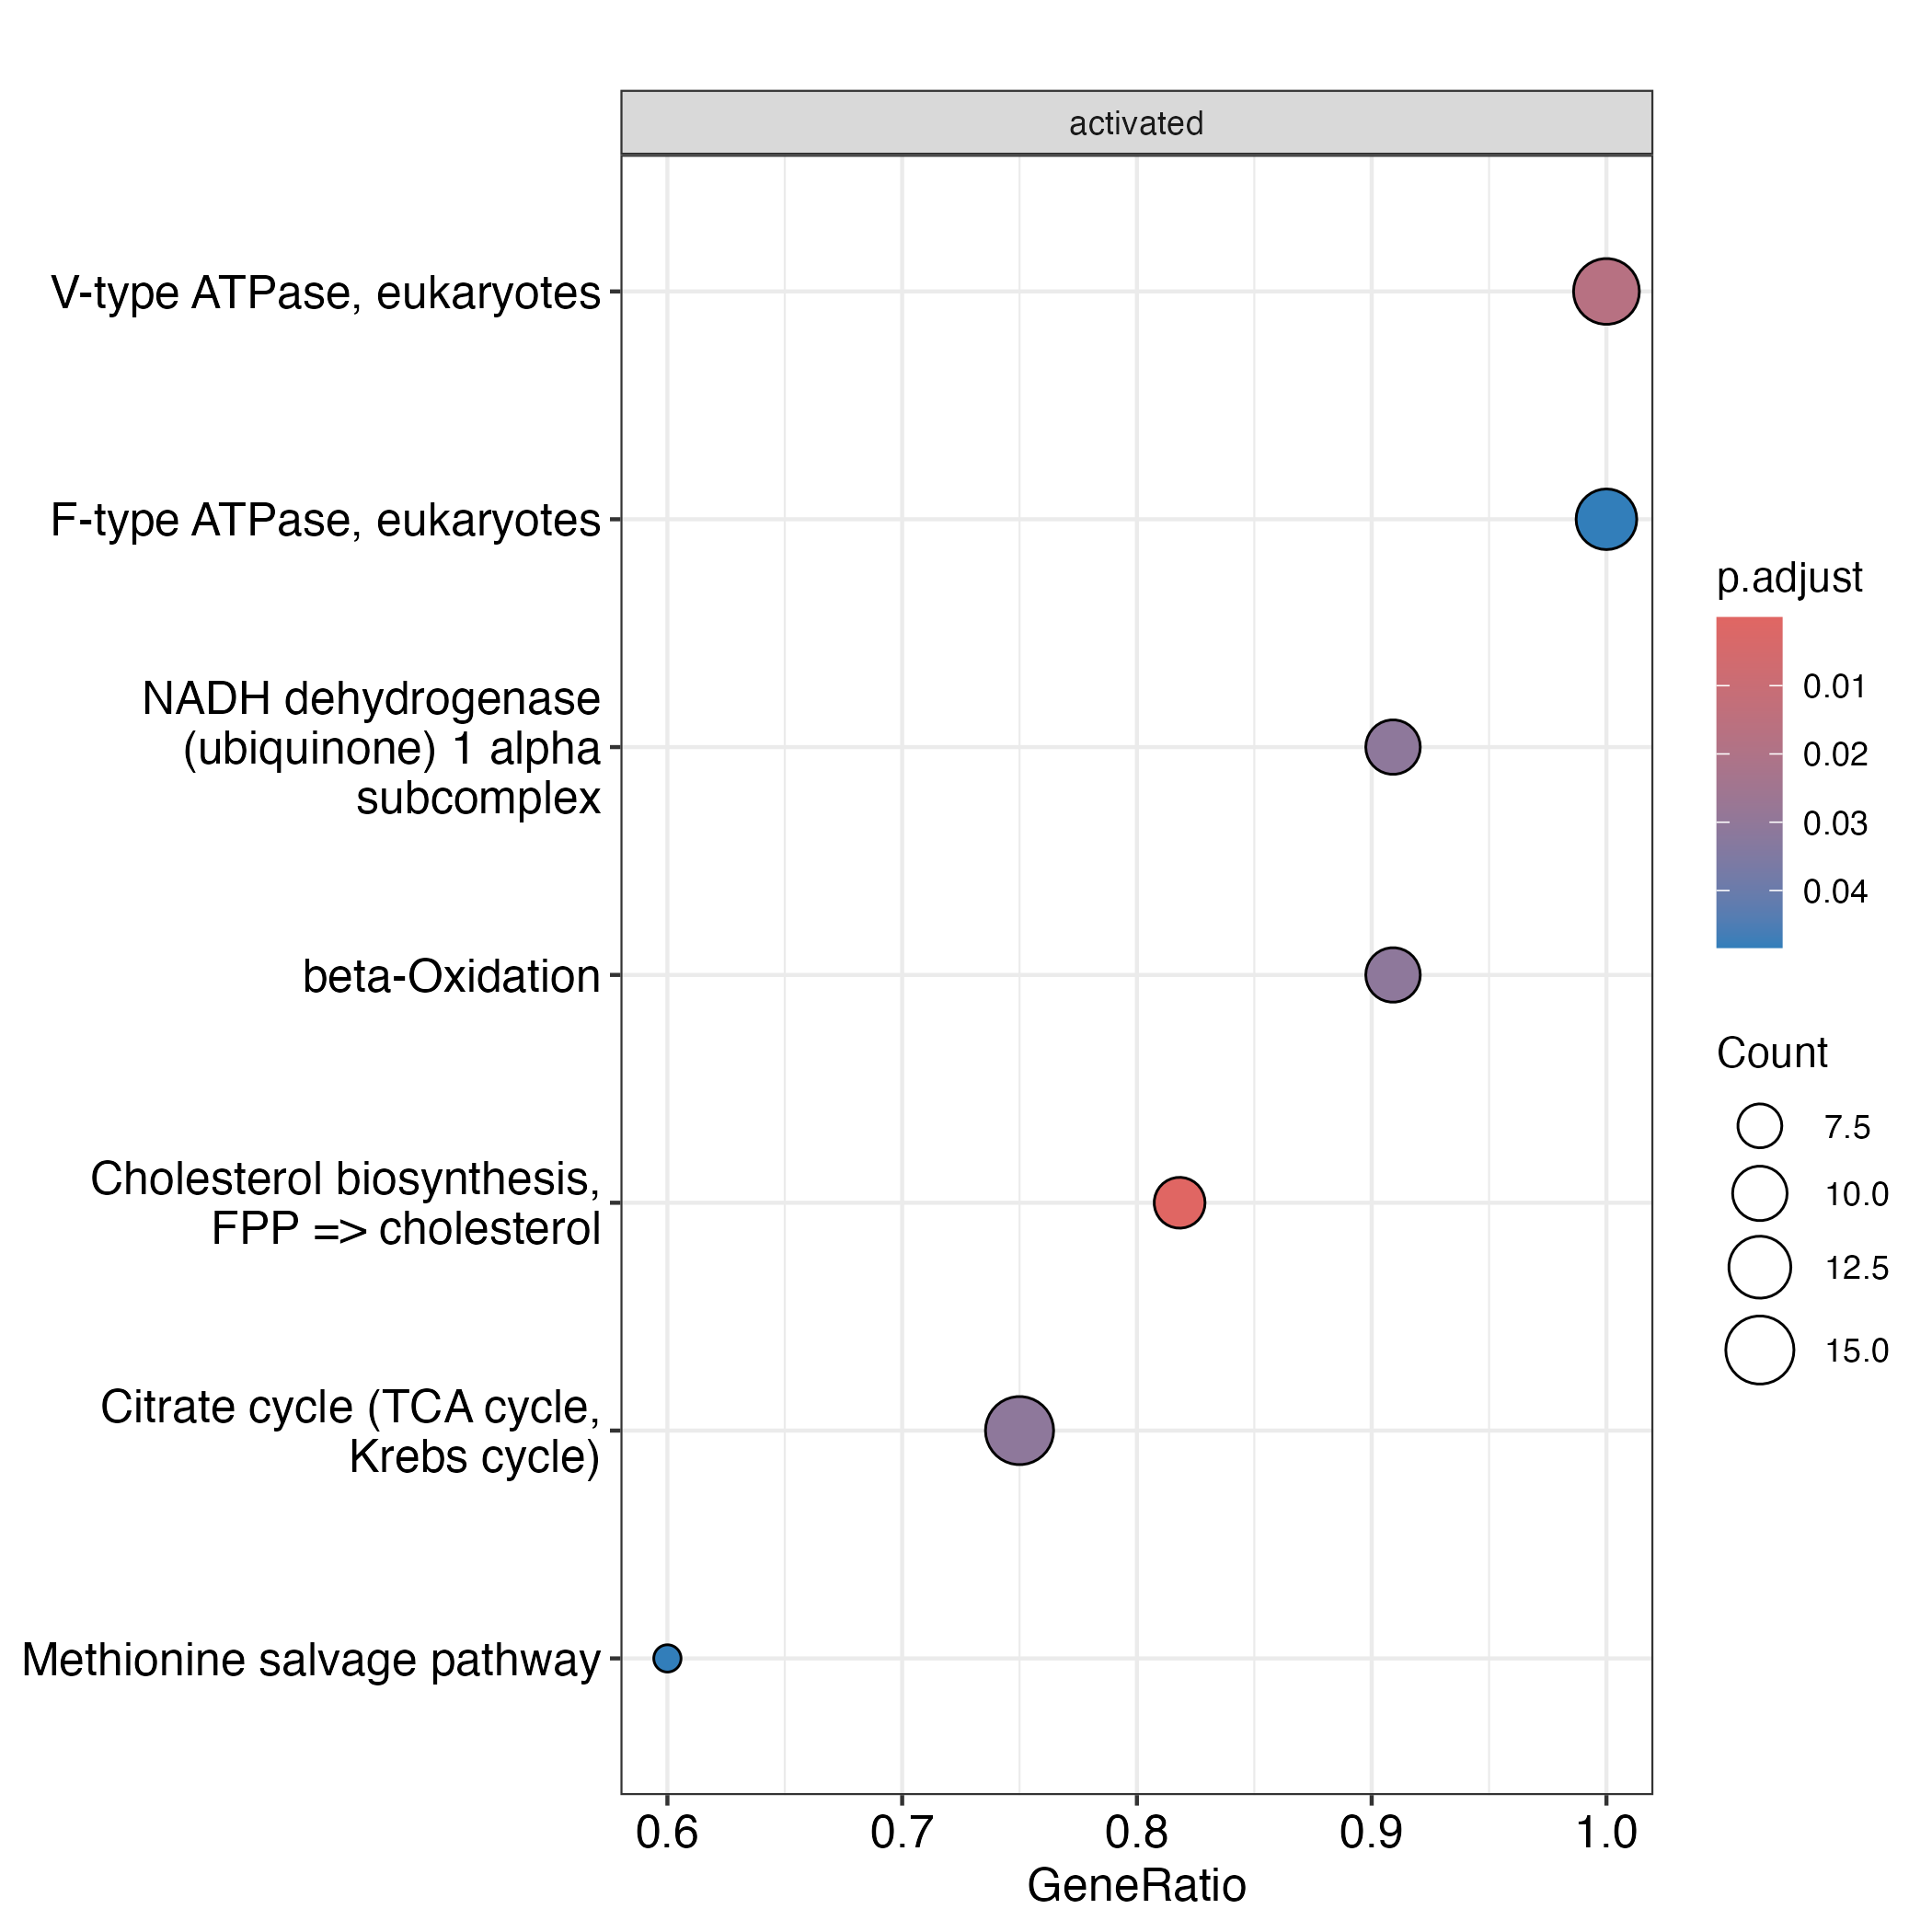 activated
V-type ATPase, eukaryotes
F-type ATPase, eukaryotes
NADH dehydrogenase
(ubiquinone) 1 alpha
subcomplex
beta-Oxidation
Cholesterol biosynthesis,
FPP => cholesterol
Citrate cycle (TCA cycle,
Krebs cycle)
Methionine salvage pathway
0.6 0.7 0.8 0.9 1.0
GeneRatio
p.adjust
0.01
0.02
0.03
0.04
Count
7.5
10.0
12.5
15.0